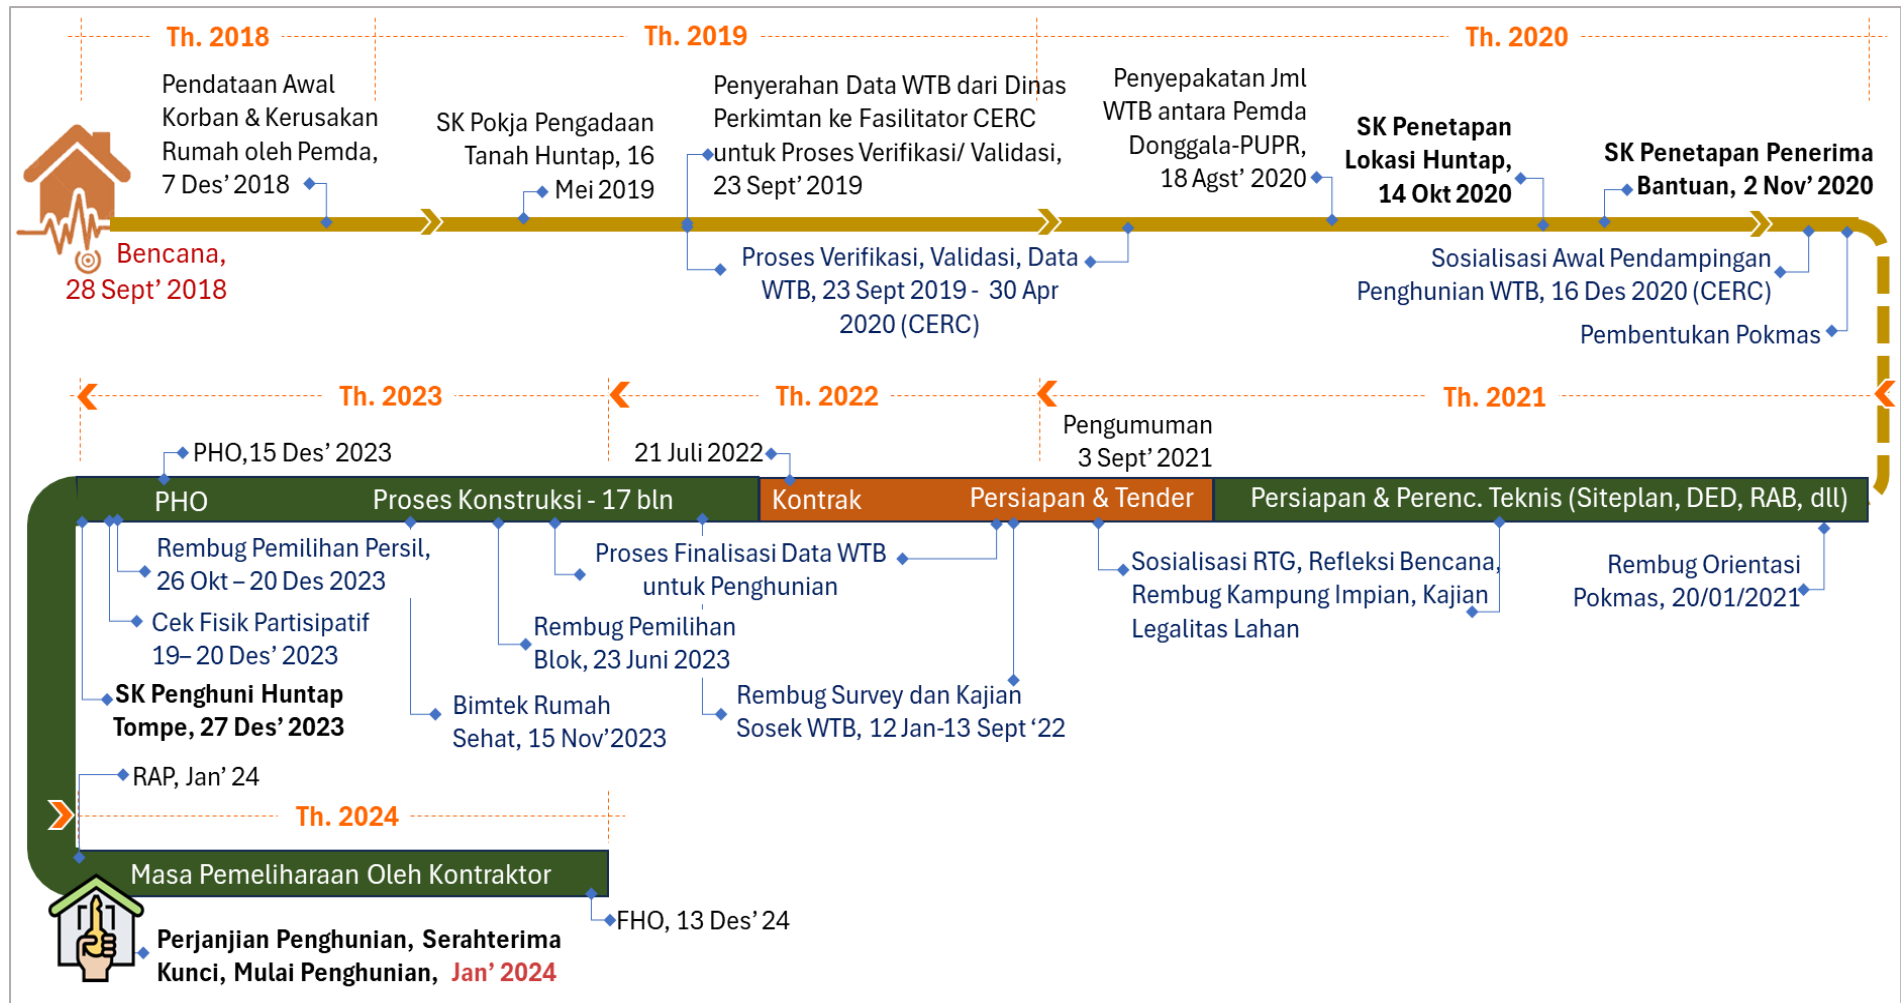 Th. 2018
Th. 2019
Th. 2020
Pendataan Awal
Korban & Kerusakan
Rumah oleh Pemda,
7 Des’ 2018
SK Pokja Pengadaan
Tanah Huntap, 16
Mei 2019
Penyerahan Data WTB dari Dinas
Perkimtan ke Fasilitator CERC
untuk Proses Verifikasi/ Validasi,
23 Sept’ 2019
Penyepakatan Jml
WTB antara Pemda
Donggala-PUPR,
18 Agst’ 2020
SK Penetapan
Lokasi Huntap,
14 Okt 2020
SK Penetapan Penerima
Bantuan, 2 Nov’ 2020
Bencana,
28 Sept’ 2018
Proses Verifikasi, Validasi, Data
WTB, 23 Sept 2019 - 30 Apr
2020 (CERC)
Sosialisasi Awal Pendampingan
Penghunian WTB, 16 Des 2020 (CERC)
Pembentukan Pokmas
Th. 2023
Th. 2022
Th. 2021
PHO,15 Des’ 2023
21 Juli 2022
Pengumuman
3 Sept’ 2021
PHO
Proses Konstruksi - 17 bln
Kontrak
Persiapan & Tender
Persiapan & Perenc. Teknis (Siteplan, DED, RAB, dll)
Rembug Pemilihan Persil,
26 Okt – 20 Des 2023
Cek Fisik Partisipatif
19– 20 Des’ 2023
SK Penghuni Huntap
Tompe, 27 Des’ 2023
Proses Finalisasi Data WTB
untuk Penghunian
Rembug Pemilihan
Blok, 23 Juni 2023
Bimtek Rumah
Sehat, 15 Nov’2023
Rembug Survey dan Kajian
Sosek WTB, 12 Jan-13 Sept ‘22
Sosialisasi RTG, Refleksi Bencana,
Rembug Kampung Impian, Kajian
Legalitas Lahan
Rembug Orientasi
Pokmas, 20/01/2021
RAP, Jan’ 24
Th. 2024
Masa Pemeliharaan Oleh Kontraktor
FHO, 13 Des’ 24
Perjanjian Penghunian, Serahterima
Kunci, Mulai Penghunian, Jan’ 2024